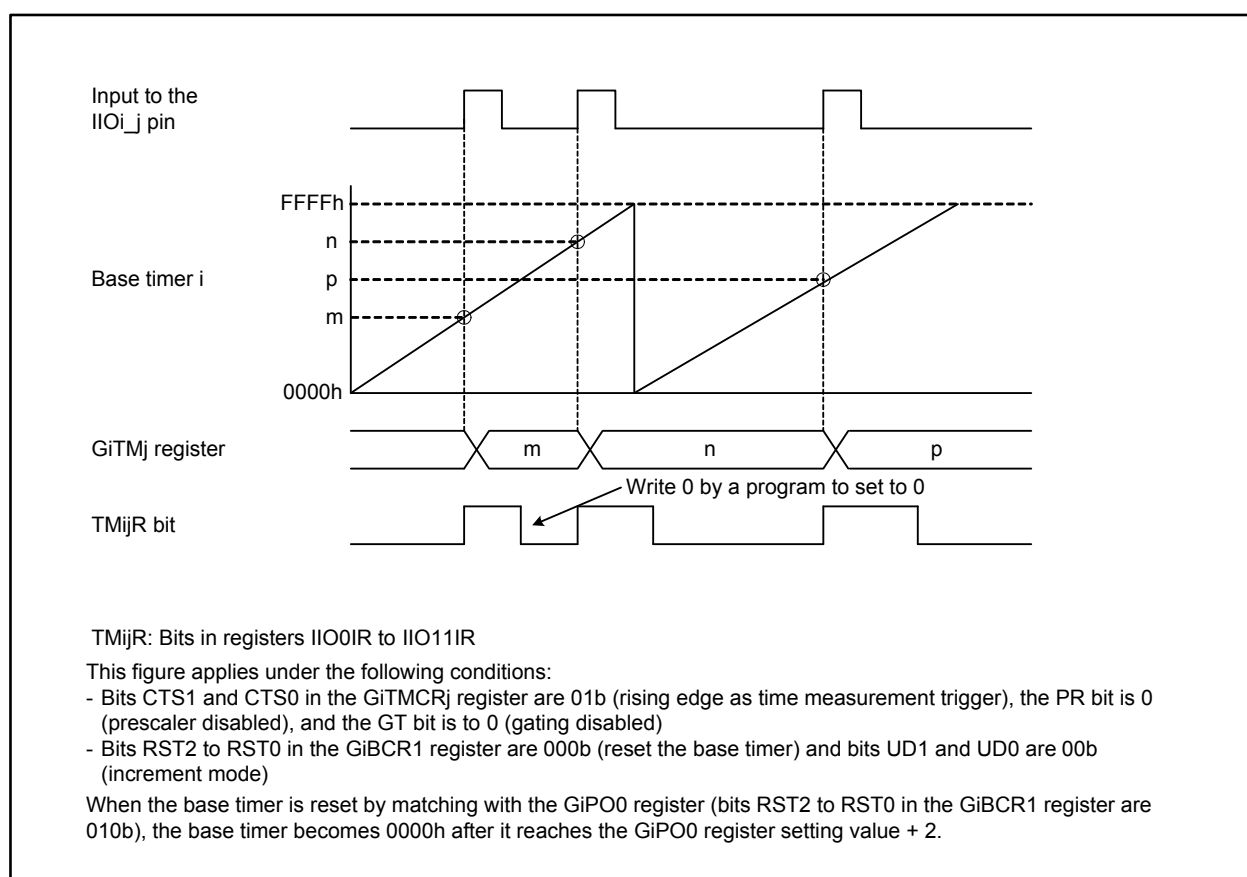 Input to the
IIOi_j pin
FFFFh
n
Base timer i
p
m
0000h
GiTMj register
m
n
p
Write 0 by a program to set to 0
TMijR bit
TMijR: Bits in registers IIO0IR to IIO11IR
This figure applies under the following conditions:
- Bits CTS1 and CTS0 in the GiTMCRj register are 01b (rising edge as time measurement trigger), the PR bit is 0
(prescaler disabled), and the GT bit is to 0 (gating disabled)
- Bits RST2 to RST0 in the GiBCR1 register are 000b (reset the base timer) and bits UD1 and UD0 are 00b
(increment mode)
When the base timer is reset by matching with the GiPO0 register (bits RST2 to RST0 in the GiBCR1 register are
010b), the base timer becomes 0000h after it reaches the GiPO0 register setting value + 2.